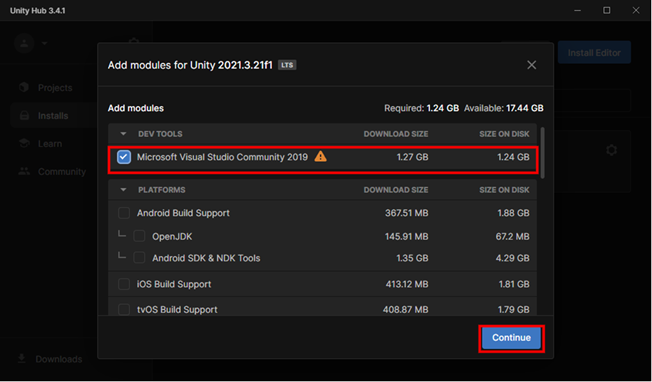 Unity Hub 3.4.1
Install Editor
Add modules for Unity 2021.3.21f1 LTS
Projects
Installs
Learn
Community
Downloads
Add modules Required: 1.24 GB Available: 17.44 GB
DEV TOOLS DOWNLOAD SIZE SIZE ON DISK
Microsoft Visual Studio Community 2019 1.27 GB 1.24 GB
PLATFORMS DOWNLOAD SIZE SIZE ON DISK
Android Build Support 367.51 MB 1.88 GB
OpenJDK 145.91 MB 67.2 MB
Android SDK & NDK Tools 1.35 GB 4.29 GB
iOS Build Support 413.12 MB 1.81 GB
tvOS Build Support 408.87 MB 1.79 GB
Continue